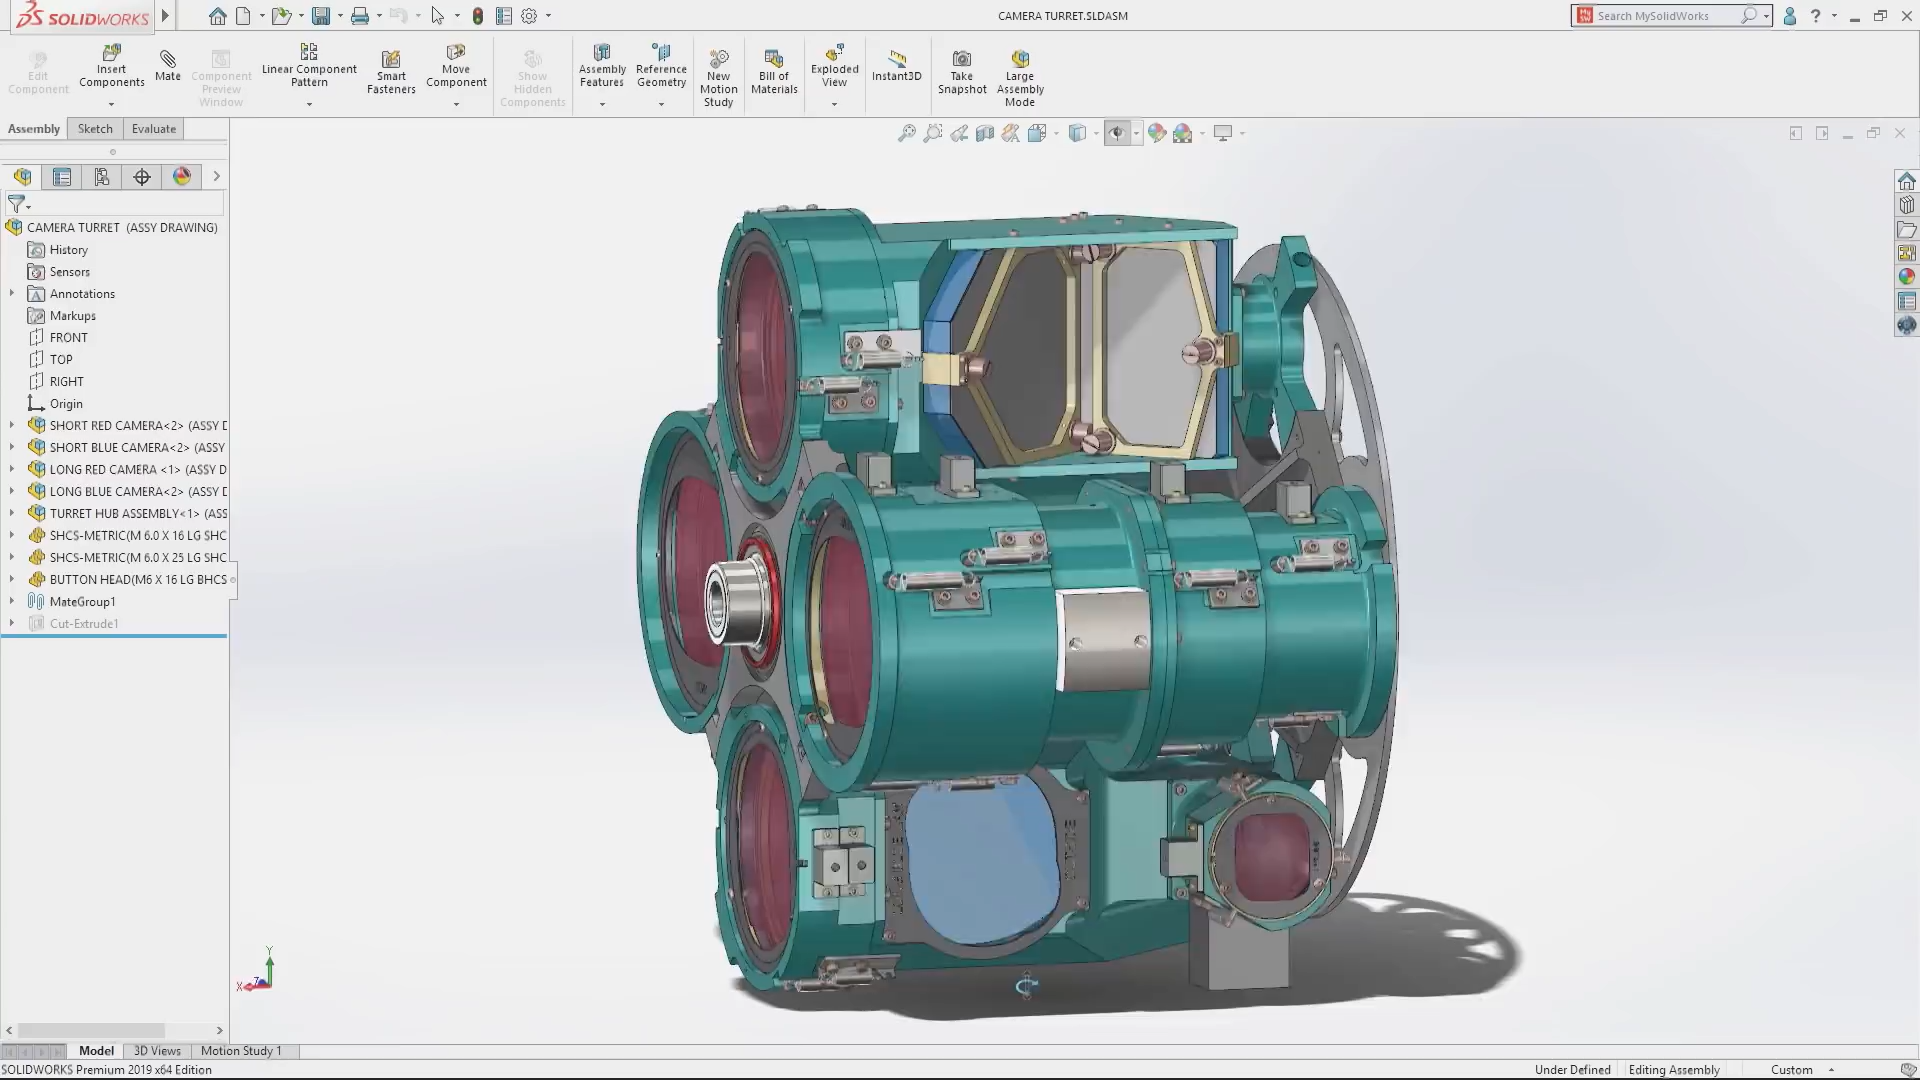 SOLIDWORKS
CAMERA TURRET.SLDASM
Search MySolidWorks
Edit Component
Insert Components
Mate
Component Preview Window
Linear Component Pattern
Smart Fasteners
Move Component
Show Hidden Components
Assembly Features
Reference Geometry
New Motion Study
Bill of Materials
Exploded View
Instant3D
Take Snapshot
Large Assembly Mode
Assembly
Sketch
Evaluate
CAMERA TURRET (ASSY DRAWING)
History
Sensors
Annotations
Markups
FRONT
TOP
RIGHT
Origin
SHORT RED CAMERA<2> (ASSY D
SHORT BLUE CAMERA<2> (ASSY
LONG RED CAMERA <1> (ASSY D
LONG BLUE CAMERA<2> (ASSY D
TURRET HUB ASSEMBLY<1> (ASS
SHCS-METRIC(M 6.0 X 16 LG SHC
SHCS-METRIC(M 6.0 X 25 LG SHC
BUTTON HEAD(M6 X 16 LG BHCS
MateGroup1
Cut-Extrude1
Y
Z
X
Model
3D Views
Motion Study 1
SOLIDWORKS Premium 2019 x64 Edition
Under Defined
Editing Assembly
Custom